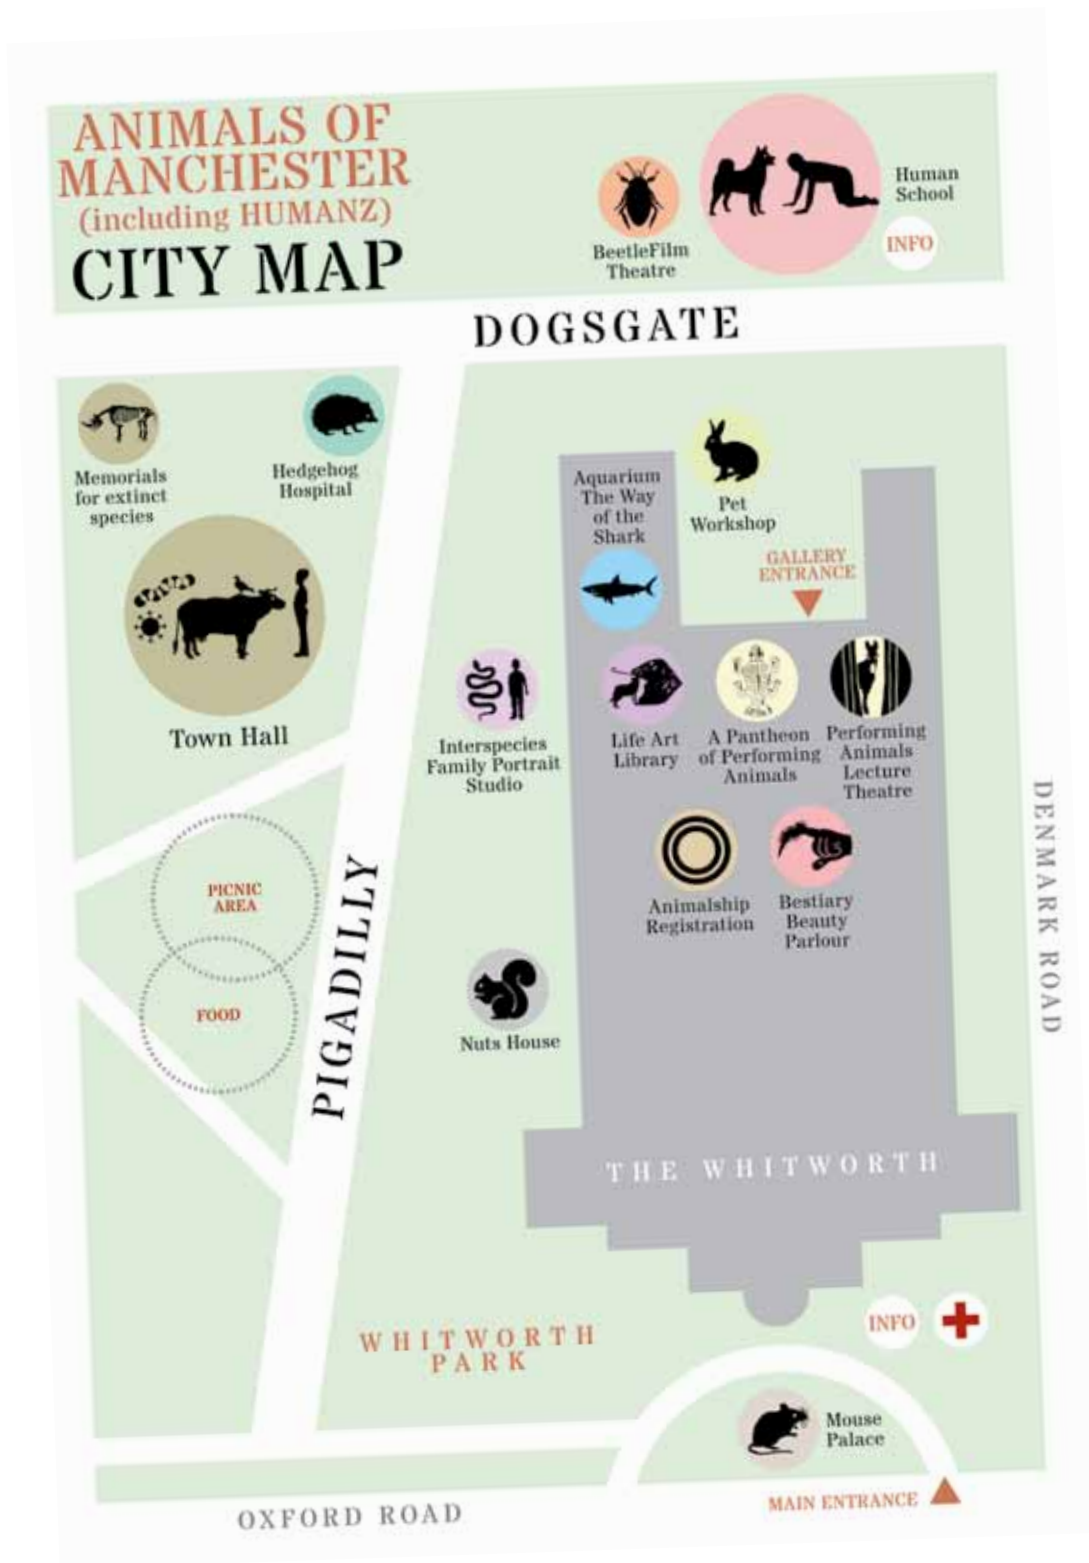 ANIMALS OF
MANCHESTER
(including HUMANZ)
CITY MAP
BeetleFilm
Theatre
Human
School
INFO
DOGSGATE
Memorials
for extinct
species
Hedgehog
Hospital
Town Hall
Aquarium
The Way
of the
Shark
Pet
Workshop
GALLERY
ENTRANCE
Interspecies
Family Portrait
Studio
Life Art
Library
A Pantheon
of Performing
Animals
Performing
Animals
Lecture
Theatre
PICNIC
AREA
FOOD
PIGADILLY
Animalship
Registration
Bestiary
Beauty
Parlour
DENMARK ROAD
Nuts House
THE WHITWORTH
WHITWORTH
PARK
INFO
Mouse
Palace
MAIN ENTRANCE
OXFORD ROAD